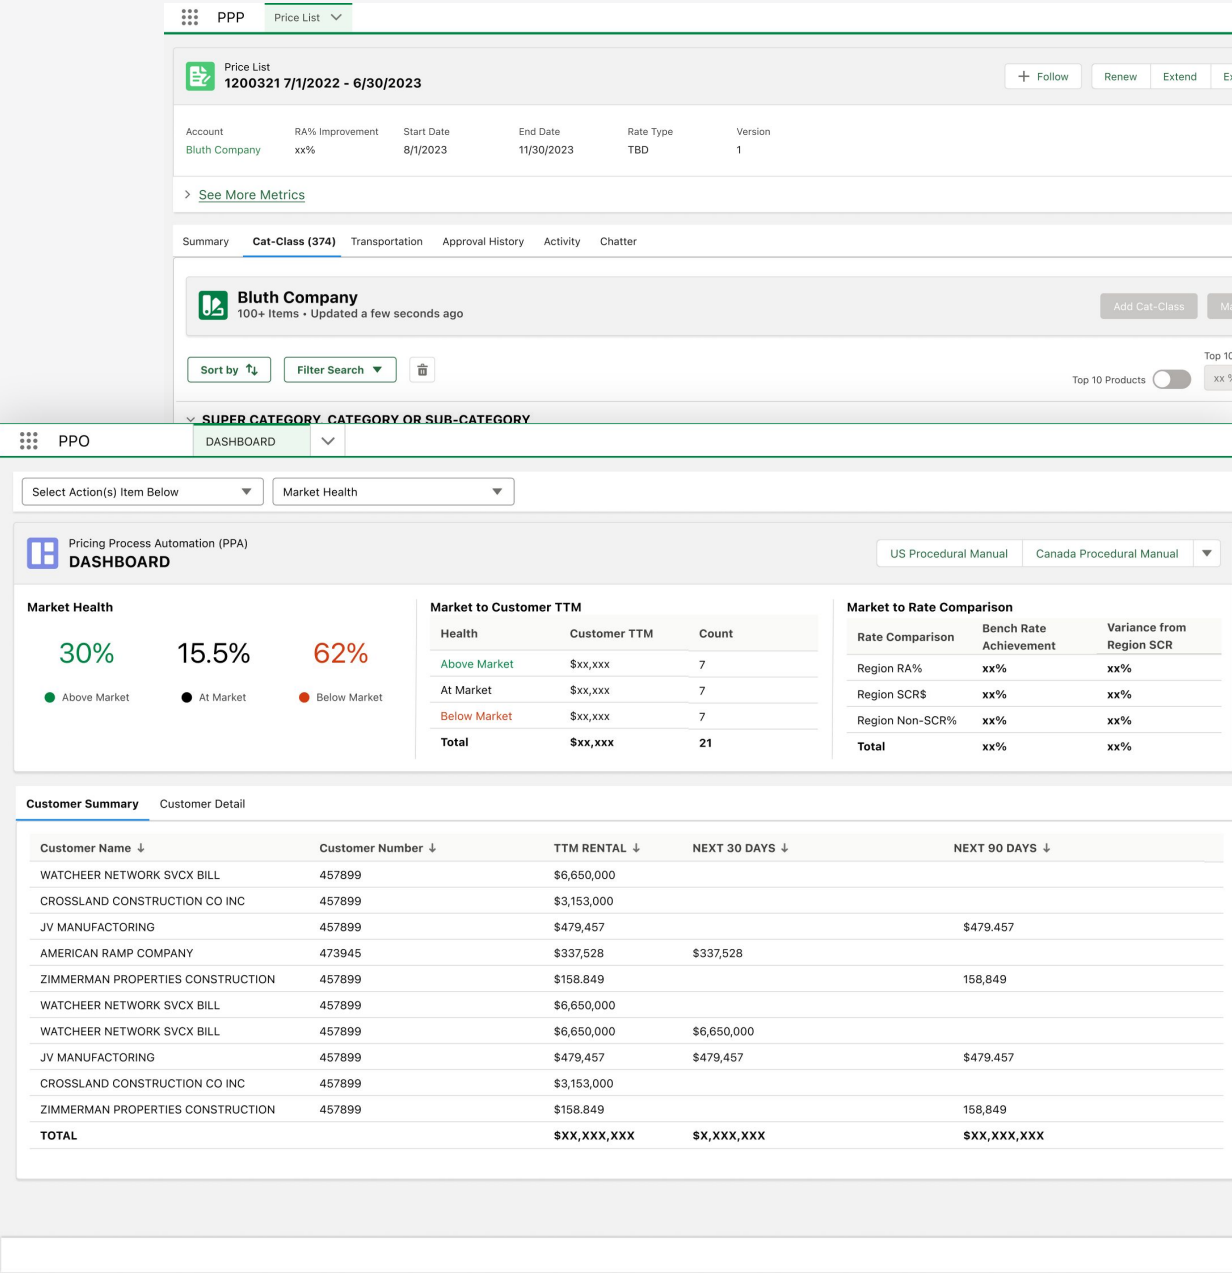 PPP Price List
Price List
1200321 7/1/2022 - 6/30/2023
Follow Renew Extend
Account RA% Improvement Start Date End Date Rate Type Version
Bluth Company xx% 8/1/2023 11/30/2023 TBD 1
See More Metrics
Summary Cat-Class (374) Transportation Approval History Activity Chatter
Bluth Company
100+ Items • Updated a few seconds ago
Add Cat-Class
Sort by Filter Search
Top 10 Products
Top 10
xx %
SUPER CATEGORY, CATEGORY OR SUB-CATEGORY
PPO DASHBOARD
Select Action(s) Item Below Market Health
Pricing Process Automation (PPA)
DASHBOARD
US Procedural Manual Canada Procedural Manual
Market Health
30% 15.5% 62%
Above Market At Market Below Market
Market to Customer TTM
Health Customer TTM Count
Above Market $xx,xxx 7
At Market $xx,xxx 7
Below Market $xx,xxx 7
Total $xx,xxx 21
Market to Rate Comparison
Rate Comparison Bench Rate Achievement Variance from Region SCR
Region RA% xx% xx%
Region SCR$ xx% xx%
Region Non-SCR% xx% xx%
Total xx% xx%
Customer Summary Customer Detail
Customer Name ↓ Customer Number ↓ TTM RENTAL ↓ NEXT 30 DAYS ↓ NEXT 90 DAYS ↓
WATCHEER NETWORK SVCX BILL 457899 $6,650,000
CROSSLAND CONSTRUCTION CO INC 457899 $3,153,000
JV MANUFACTORING 457899 $479,457 $479.457
AMERICAN RAMP COMPANY 473945 $337,528 $337,528
ZIMMERMAN PROPERTIES CONSTRUCTION 457899 $158.849 158,849
WATCHEER NETWORK SVCX BILL 457899 $6,650,000
WATCHEER NETWORK SVCX BILL 457899 $6,650,000 $6,650,000
JV MANUFACTORING 457899 $479,457 $479,457 $479.457
CROSSLAND CONSTRUCTION CO INC 457899 $3,153,000
ZIMMERMAN PROPERTIES CONSTRUCTION 457899 $158.849 158,849
TOTAL $XX,XXX,XXX $X,XXX,XXX $XX,XXX,XXX